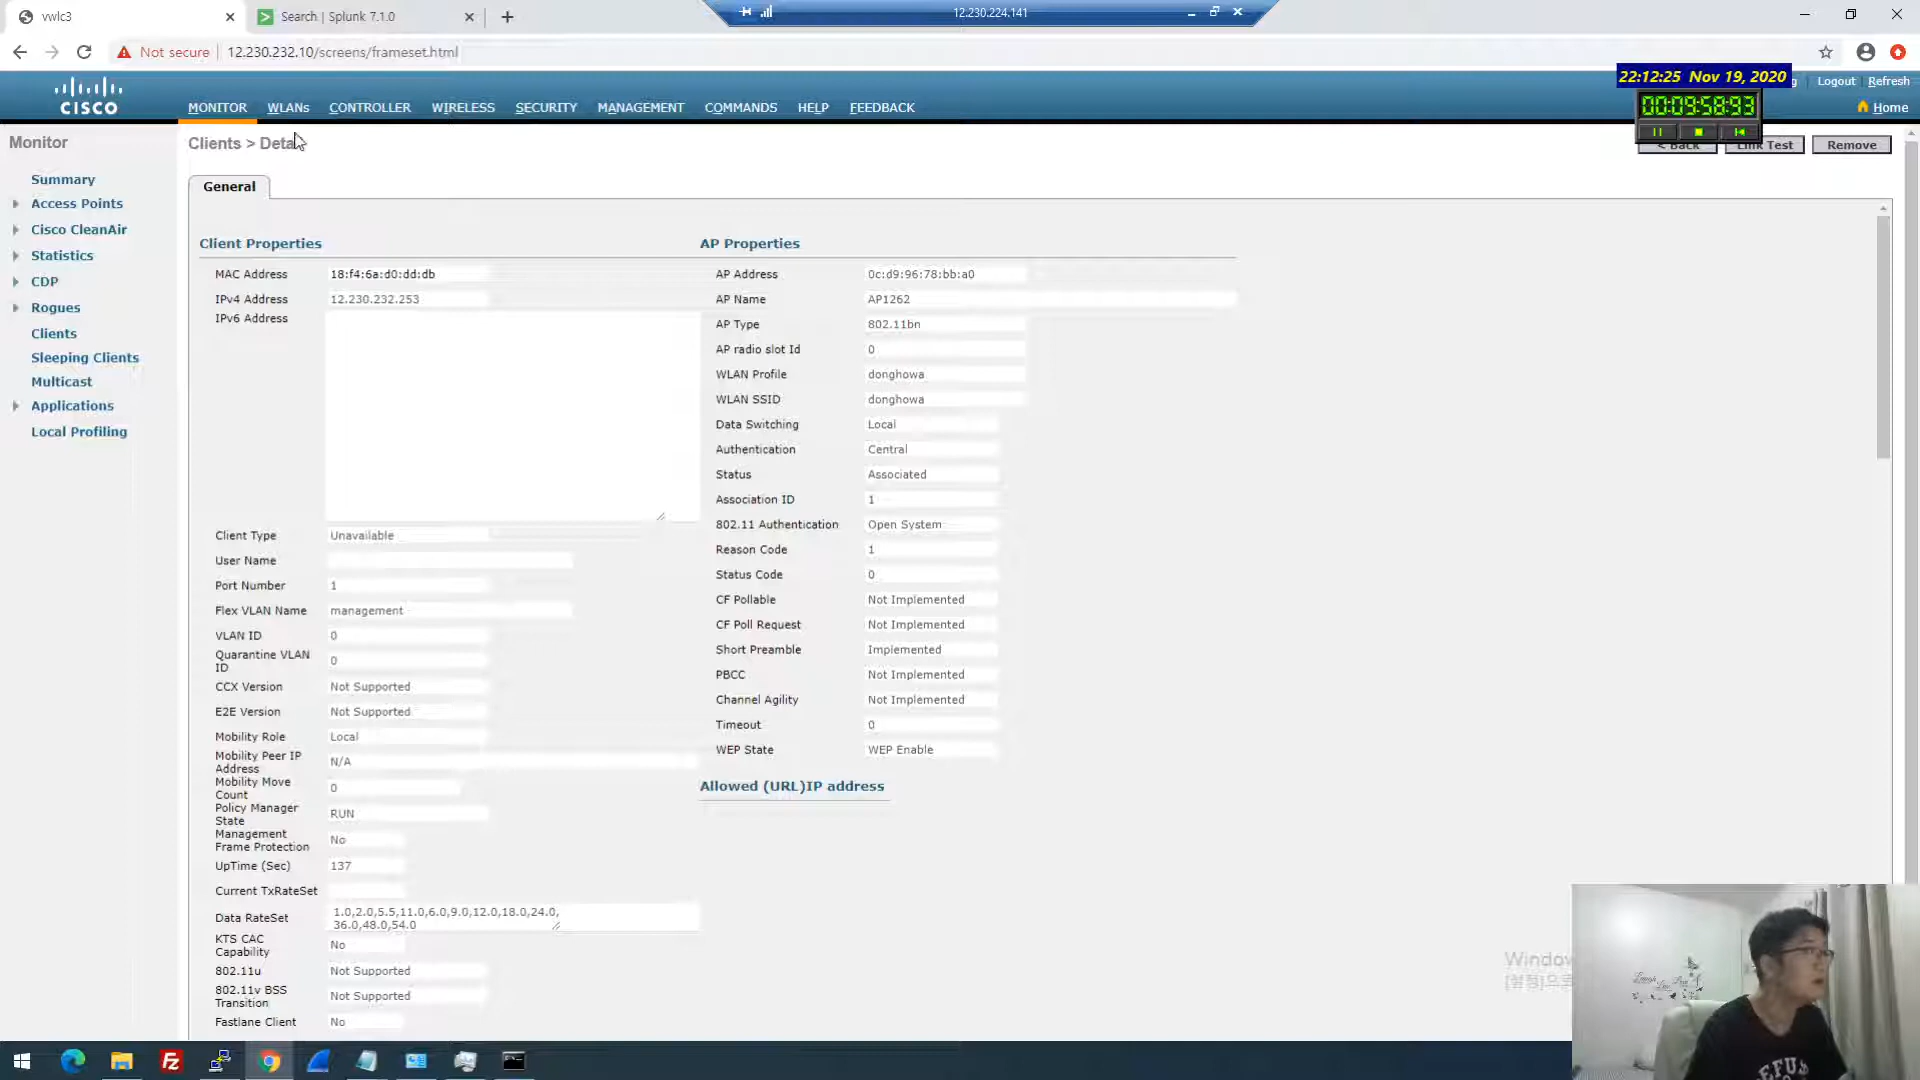 vwlc3
Search | Splunk 7.1.0
12.230.224.141
Not secure
12.230.232.10/screens/frameset.html
22:12:25 Nov 19, 2020
Logout
Refresh
CISCO
MONITOR
WLANs
CONTROLLER
WIRELESS
SECURITY
MANAGEMENT
COMMANDS
HELP
FEEDBACK
00:09:58:93
Home
Monitor
Clients > Deta
< Back
Link Test
Remove
Summary
Access Points
Cisco CleanAir
Statistics
CDP
Rogues
Clients
Sleeping Clients
Multicast
Applications
Local Profiling
General
Client Properties
MAC Address 18:f4:6a:d0:dd:db
IPv4 Address 12.230.232.253
IPv6 Address
Client Type Unavailable
User Name
Port Number 1
Flex VLAN Name management
VLAN ID 0
Quarantine VLAN
ID 0
CCX Version Not Supported
E2E Version Not Supported
Mobility Role Local
Mobility Peer IP
Address N/A
Mobility Move
Count 0
Policy Manager
State RUN
Management
Frame Protection No
UpTime (Sec) 137
Current TxRateSet
Data RateSet 1.0,2.0,5.5,11.0,6.0,9.0,12.0,18.0,24.0,
36.0,48.0,54.0
KTS CAC
Capability No
802.11u Not Supported
802.11v BSS
Transition Not Supported
Fastlane Client No
AP Properties
AP Address 0c:d9:96:78:bb:a0
AP Name AP1262
AP Type 802.11bn
AP radio slot Id 0
WLAN Profile donghowa
WLAN SSID donghowa
Data Switching Local
Authentication Central
Status Associated
Association ID 1
802.11 Authentication Open System
Reason Code 1
Status Code 0
CF Pollable Not Implemented
CF Poll Request Not Implemented
Short Preamble Implemented
PBCC Not Implemented
Channel Agility Not Implemented
Timeout 0
WEP State WEP Enable
Allowed (URL)IP address
Window